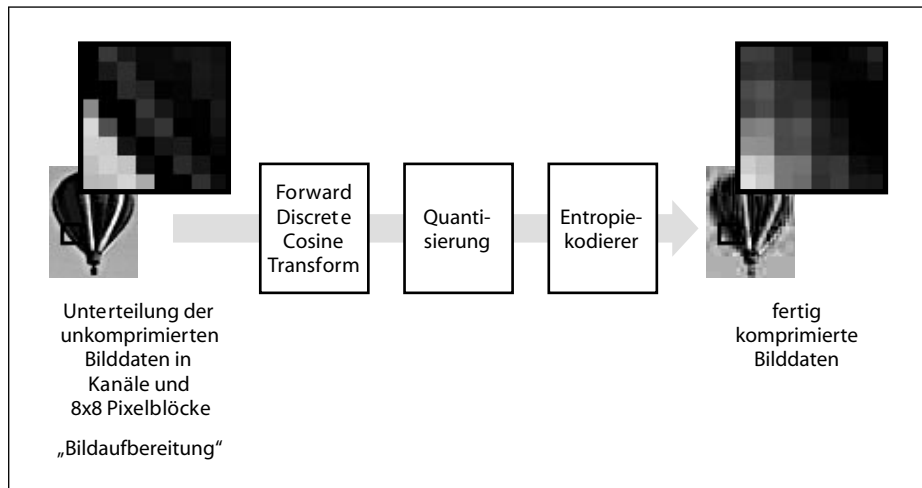 Forward
Discrete
Cosine
Transform
Quanti-
sierung
Entropie-
kodierer
Unterteilung der
unkomprimierten
Bilddaten in
Kanäle und
8x8 Pixelblöcke
„Bildaufbereitung“
fertig
komprimierte
Bilddaten